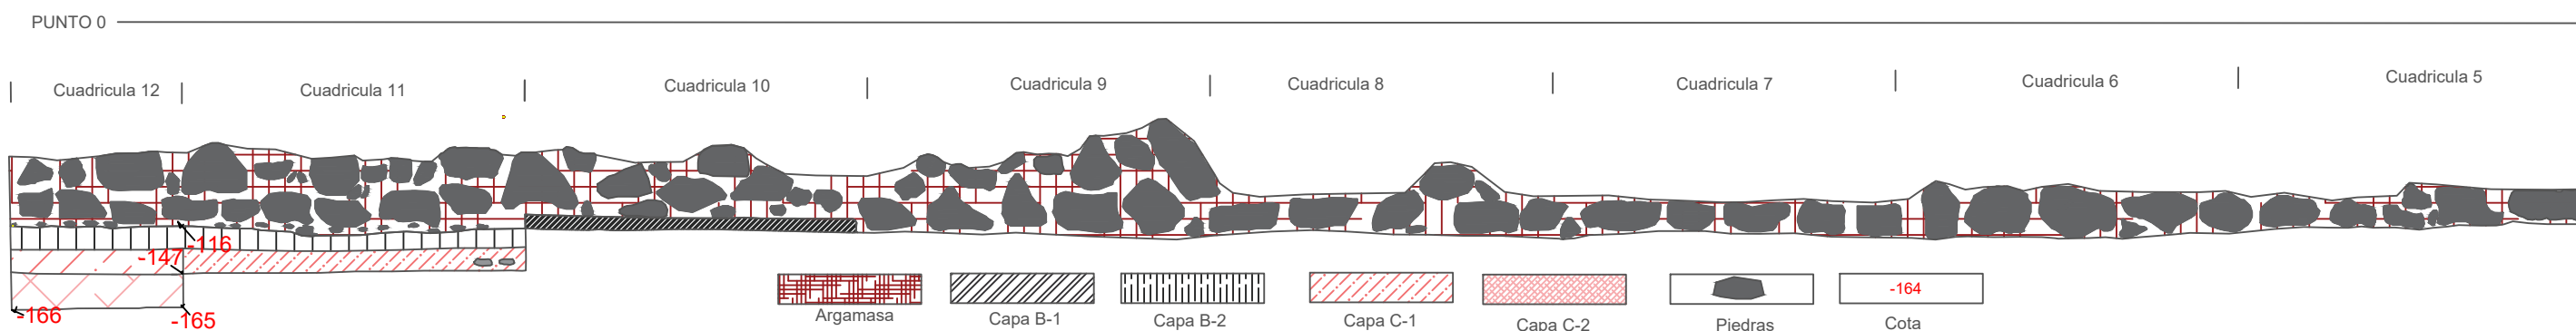 PUNTO 0
Cuadricula 12
Cuadricula 11
Cuadricula 10
Cuadricula 9
Cuadricula 8
Cuadricula 7
Cuadricula 6
Cuadricula 5
-116
-147
-166
-165
Argamasa
Capa B-1
Capa B-2
Capa C-1
Capa C-2
Piedras
-164
Cota